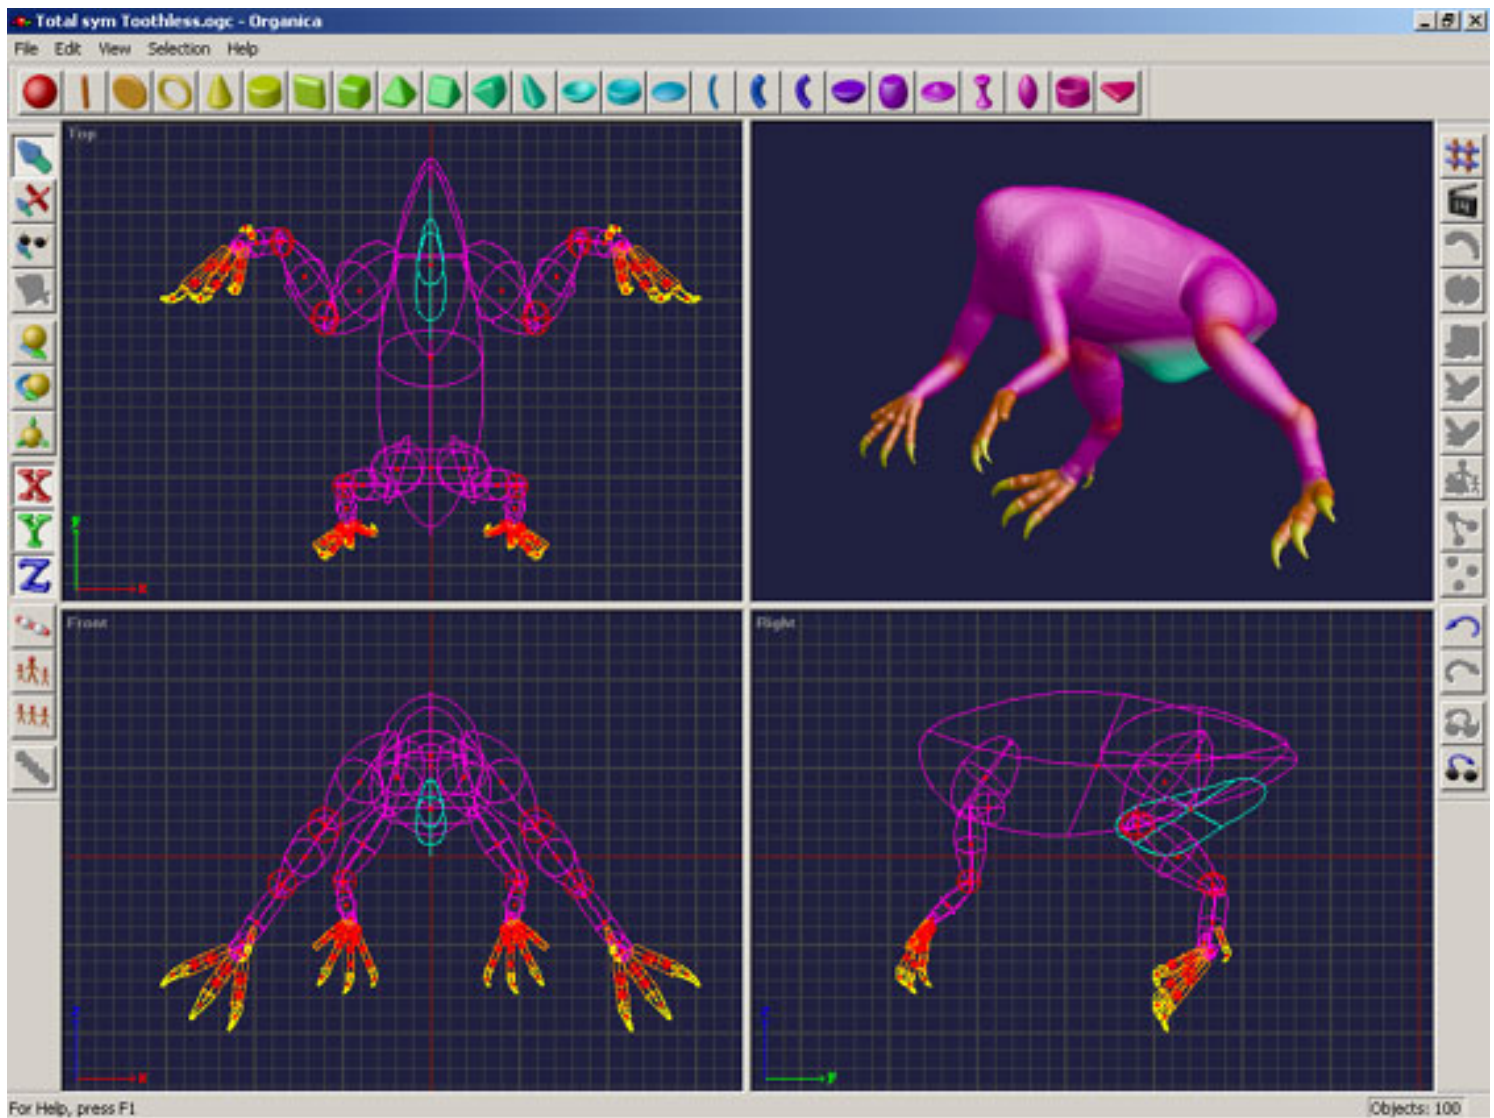 Total sym Toothless.ogc - Organica
File Edit View Selection Help
Top
14
X
Y
Z
y
x
Front
Right
z
x
z
y
For Help, press F1
Objects: 100